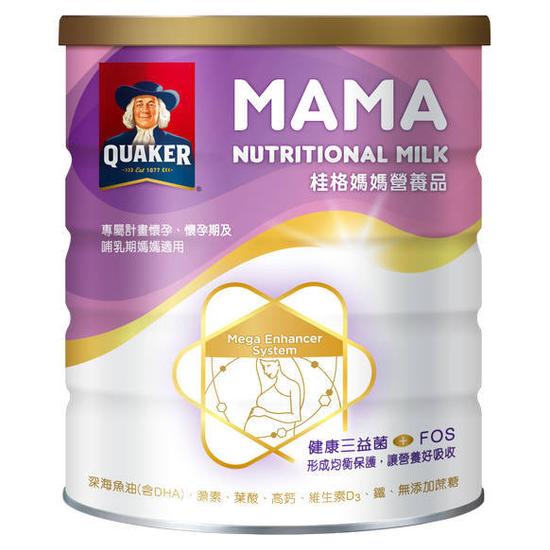 QUAKER
Est 1877
®
MAMA
NUTRITIONAL MILK
桂格媽媽營養品
專屬計畫懷孕、懷孕期及
哺乳期媽媽適用
Mega Enhancer
System
健康三益菌 + FOS
形成均衡保護，讓營養好吸收
深海魚油(含DHA)、膽素、葉酸、高鈣、維生素D3、鐵、無添加蔗糖